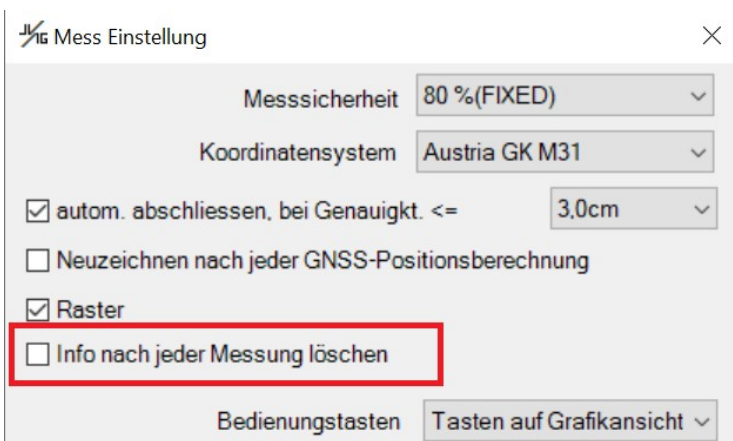 Mess Einstellung
Messsicherheit 80 %(FIXED)
Koordinatensystem Austria GK M31
autom. abschliessen, bei Genauigkt. <= 3,0cm
Neuzeichnen nach jeder GNSS-Positionsberechnung
Raster
Info nach jeder Messung löschen
Bedienungstasten Tasten auf Grafikansicht